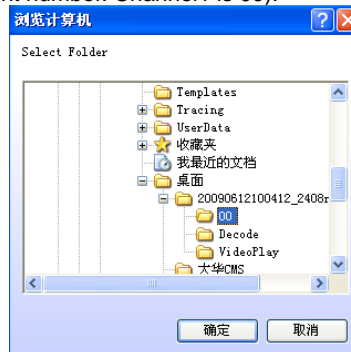 浏览计算机
Select Folder
Templates
Tracing
UserData
收藏夹
我最近的文档
桌面
20090612100412_2408r
00
Decode
VideoPlay
大华CMS
确定
取消